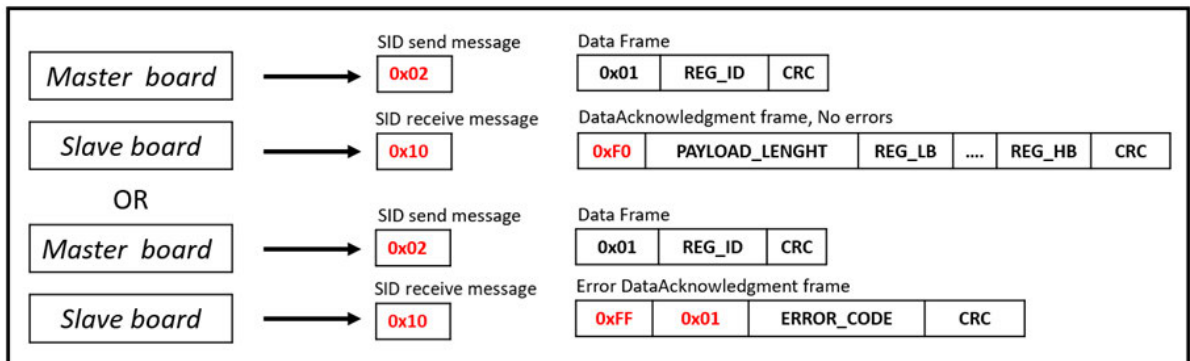 SID send message Data Frame
Master board 0x02 0x01 REG_ID CRC
SID receive message DataAcknowledgment frame, No errors
Slave board 0x10 0xF0 PAYLOAD_LENGHT REG_LB .... REG_HB CRC
OR
SID send message Data Frame
Master board 0x02 0x01 REG_ID CRC
SID receive message Error DataAcknowledgment frame
Slave board 0x10 0xFF 0x01 ERROR_CODE CRC